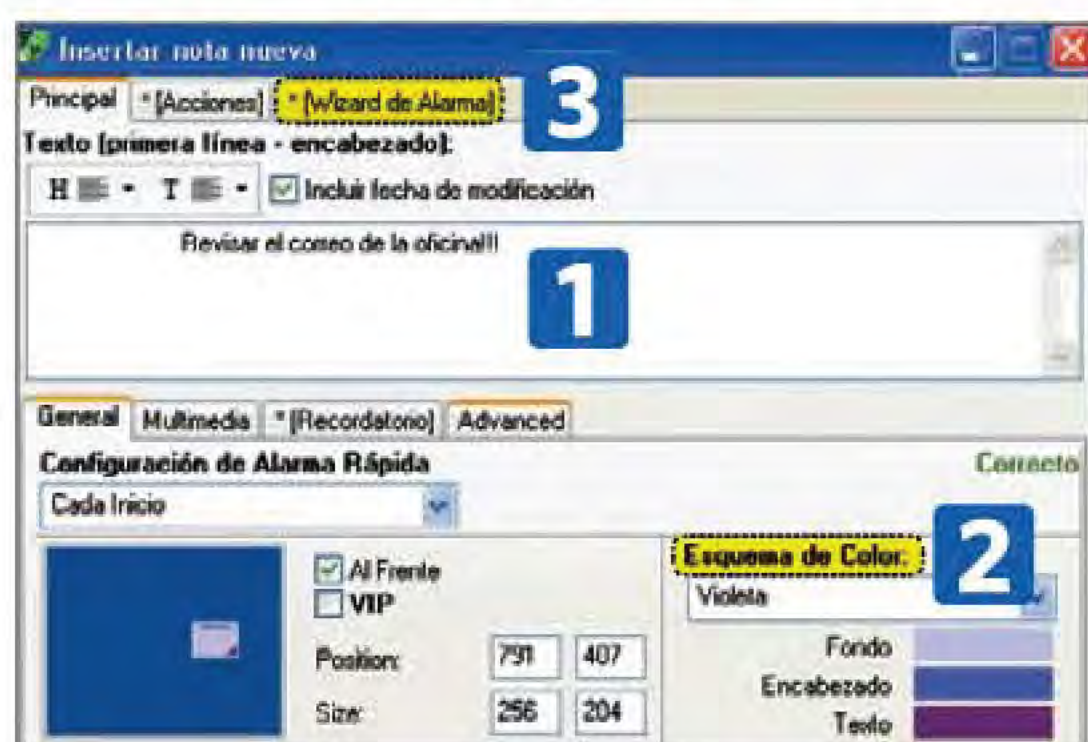 Insertar nota nueva
Principal * [Acciones] * [Wizard de Alarma]
3
Texto [primera línea - encabezado]:
H T Incluir fecha de modificación
Revisar el correo de la oficina!!!
1
General Multimedia * [Recordatorio] Advanced
Configuración de Alarma Rápida Correcto
Cada Inicio
Al Frente
VIP
Position: 791 407
Size: 256 204
Esquema de Color:
2
Violeta
Fondo
Encabezado
Texto